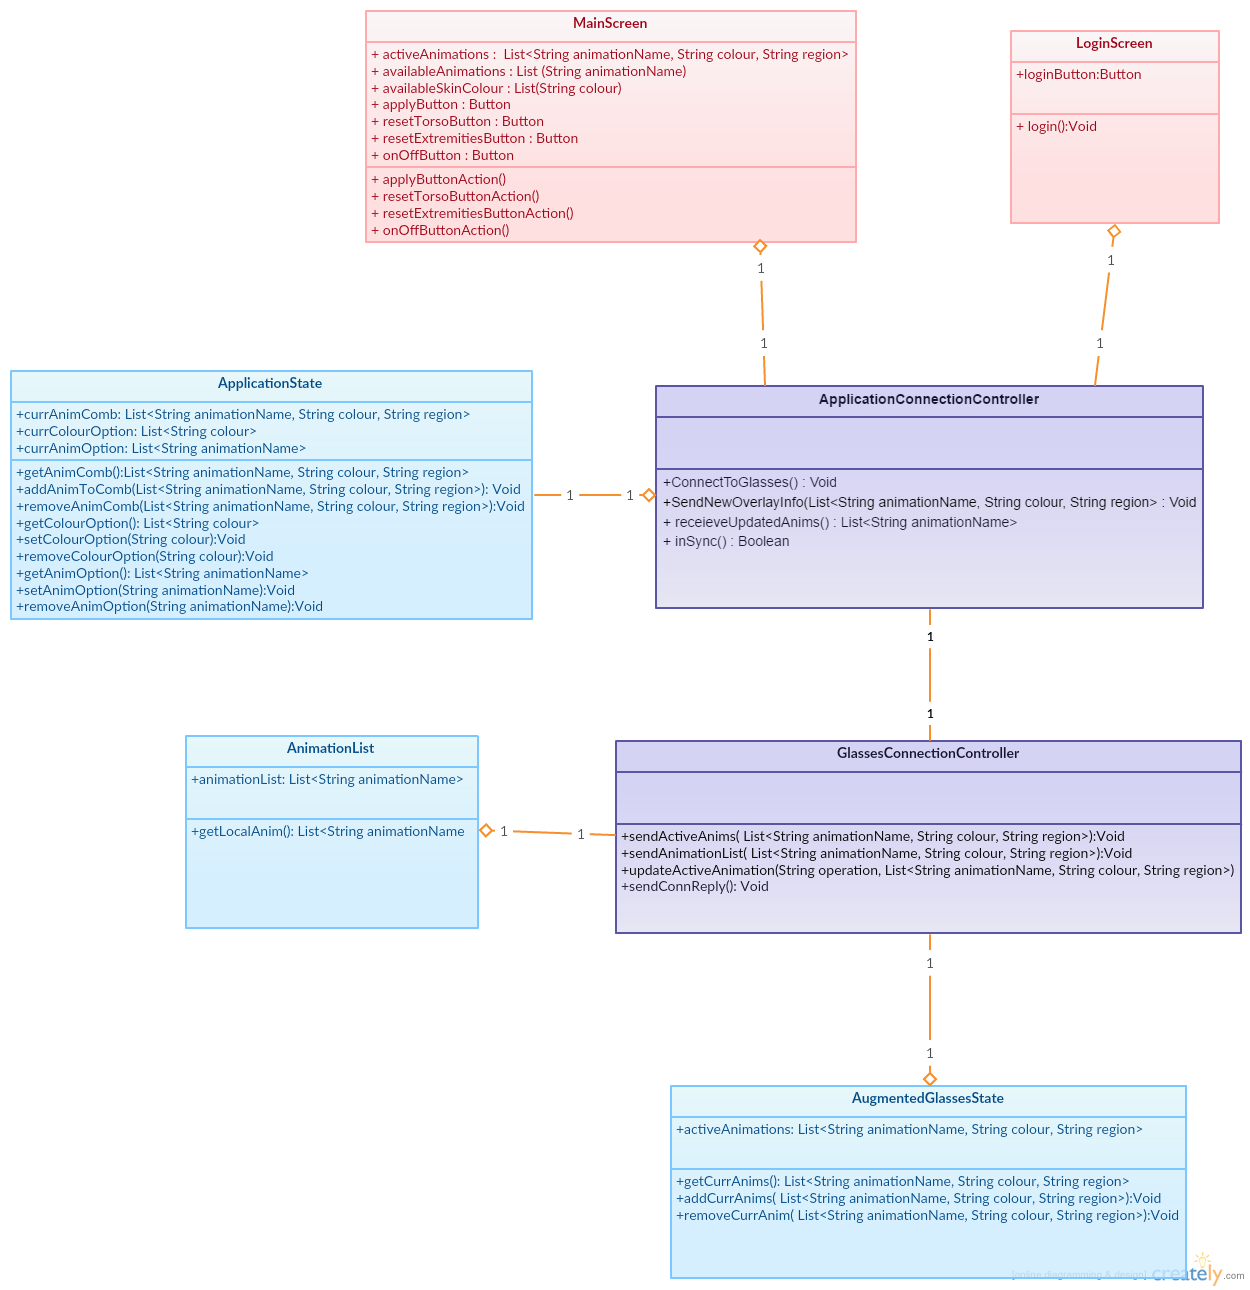 MainScreen
+ activeAnimations :  List<String animationName, String colour, String region>
+ availableAnimations : List (String animationName)
+ availableSkinColour : List(String colour)
+ applyButton : Button
+ resetTorsoButton : Button
+ resetExtremitiesButton : Button
+ onOffButton : Button
+ applyButtonAction()
+ resetTorsoButtonAction()
+ resetExtremitiesButtonAction()
+ onOffButtonAction()
LoginScreen
+loginButton:Button
+ login():Void
1
1
1
1
ApplicationState
+currAnimComb: List<String animationName, String colour, String region>
+currColourOption: List<String colour>
+currAnimOption: List<String animationName>
+getAnimComb():List<String animationName, String colour, String region>
+addAnimToComb(List<String animationName, String colour, String region>): Void
+removeAnimComb(List<String animationName, String colour, String region>):Void
+getColourOption(): List<String colour>
+setColourOption(String colour):Void
+removeColourOption(String colour):Void
+getAnimOption(): List<String animationName>
+setAnimOption(String animationName):Void
+removeAnimOption(String animationName):Void
1
1
ApplicationConnectionController
+ConnectToGlasses() : Void
+SendNewOverlayInfo(List<String animationName, String colour, String region> : Void
+ receieveUpdatedAnims() : List<String animationName>
+ inSync() : Boolean
1
1
AnimationList
+animationList: List<String animationName>
+getLocalAnim(): List<String animationName
1
1
GlassesConnectionController
+sendActiveAnims( List<String animationName, String colour, String region>):Void
+sendAnimationList( List<String animationName, String colour, String region>):Void
+updateActiveAnimation(String operation, List<String animationName, String colour, String region>)
+sendConnReply(): Void
1
1
AugmentedGlassesState
+activeAnimations: List<String animationName, String colour, String region>
+getCurrAnims(): List<String animationName, String colour, String region>
+addCurrAnims( List<String animationName, String colour, String region>):Void
+removeCurrAnim( List<String animationName, String colour, String region>):Void
[online diagramming & design] creately.com